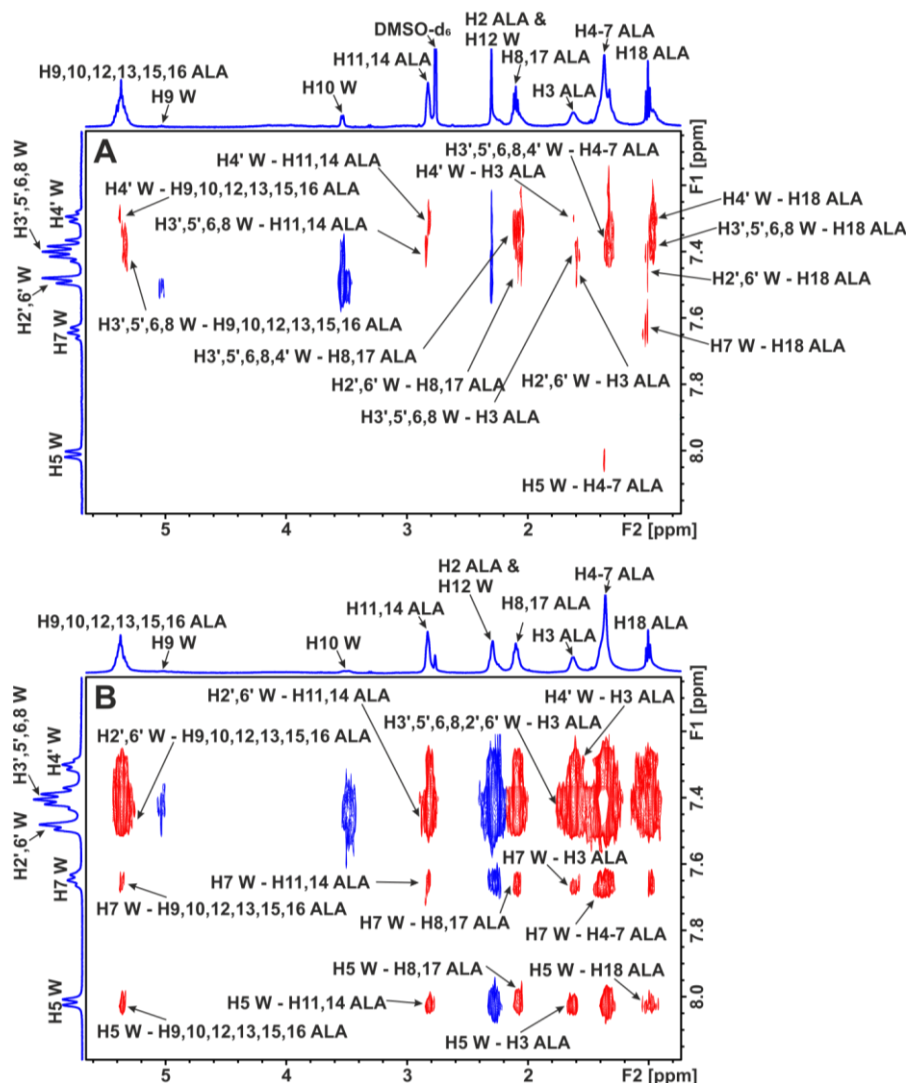 H2 ALA &
H12 W
H4-7 ALA
DMSO-d₆
H8,17 ALA
H18 ALA
H11,14 ALA
H9,10,12,13,15,16 ALA
H9 W
H10 W
H3 ALA
A
F1 [ppm]
H3',5',6,8 W
H4' W
H2',6' W
H7 W
H5 W
H4' W - H11,14 ALA
H3',5',6,8,4' W - H4-7 ALA
H4' W - H3 ALA
H4' W - H9,10,12,13,15,16 ALA
H4' W - H18 ALA
H3',5',6,8 W - H11,14 ALA
H3',5',6,8 W - H18 ALA
7.4
H2',6' W - H18 ALA
H3',5',6,8 W - H9,10,12,13,15,16 ALA
7.6
H7 W - H18 ALA
H3',5',6,8,4' W - H8,17 ALA
H2',6' W - H8,17 ALA
H2',6' W - H3 ALA
7.8
H3',5',6,8 W - H3 ALA
8.0
H5 W - H4-7 ALA
5 4 3 2 F2 [ppm]
H2 ALA &
H12 W
H4-7 ALA
H11,14 ALA
H8,17 ALA
H9,10,12,13,15,16 ALA
H9 W
H10 W
H3 ALA
H18 ALA
B
F1 [ppm]
H3',5',6,8 W
H4' W
H2',6' W
H7 W
H5 W
H2',6' W - H11,14 ALA
H4' W - H3 ALA
H3',5',6,8,2',6' W - H3 ALA
H2',6' W - H9,10,12,13,15,16 ALA
7.4
7.6
H7 W - H3 ALA
H7 W - H11,14 ALA
H7 W - H9,10,12,13,15,16 ALA
H7 W - H8,17 ALA
7.8
H7 W - H4-7 ALA
H5 W - H8,17 ALA
H5 W - H18 ALA
8.0
H5 W - H11,14 ALA
H5 W - H9,10,12,13,15,16 ALA
H5 W - H3 ALA
5 4 3 2 F2 [ppm]